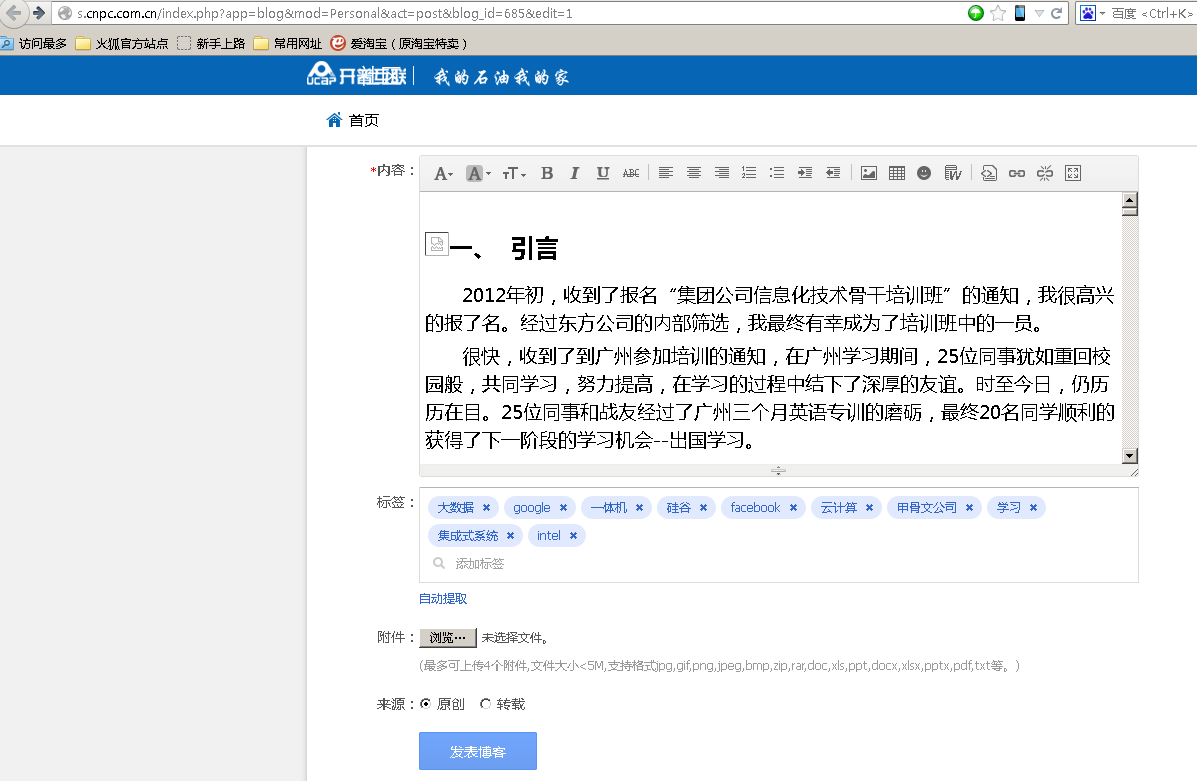 s.cnpc.com.cn/index.php?app=blog&mod=Personal&act=post&blog_id=685&edit=1
百度 <Ctrl+K>
访问最多 火狐官方站点 新手上路 常用网址 爱淘宝（原淘宝特卖）
UCAP 开普互联 我的石油我的家
首页
*内容：
A A тT B I U ABC
一、 引言
2012年初，收到了报名“集团公司信息化技术骨干培训班”的通知，我很高兴
的报了名。经过东方公司的内部筛选，我最终有幸成为了培训班中的一员。
很快，收到了到广州参加培训的通知，在广州学习期间，25位同事犹如重回校
园般，共同学习，努力提高，在学习的过程中结下了深厚的友谊。时至今日，仍历
历在目。25位同事和战友经过了广州三个月英语专训的磨砺，最终20名同学顺利的
获得了下一阶段的学习机会--出国学习。
标签：
大数据 × google × 一体机 × 硅谷 × facebook × 云计算 × 甲骨文公司 × 学习 ×
集成式系统 × intel ×
添加标签
自动提取
附件： 浏览… 未选择文件。
(最多可上传4个附件,文件大小<5M,支持格式jpg,gif,png,jpeg,bmp,zip,rar,doc,xls,ppt,docx,xlsx,pptx,pdf,txt等。)
来源： 原创 转载
发表博客